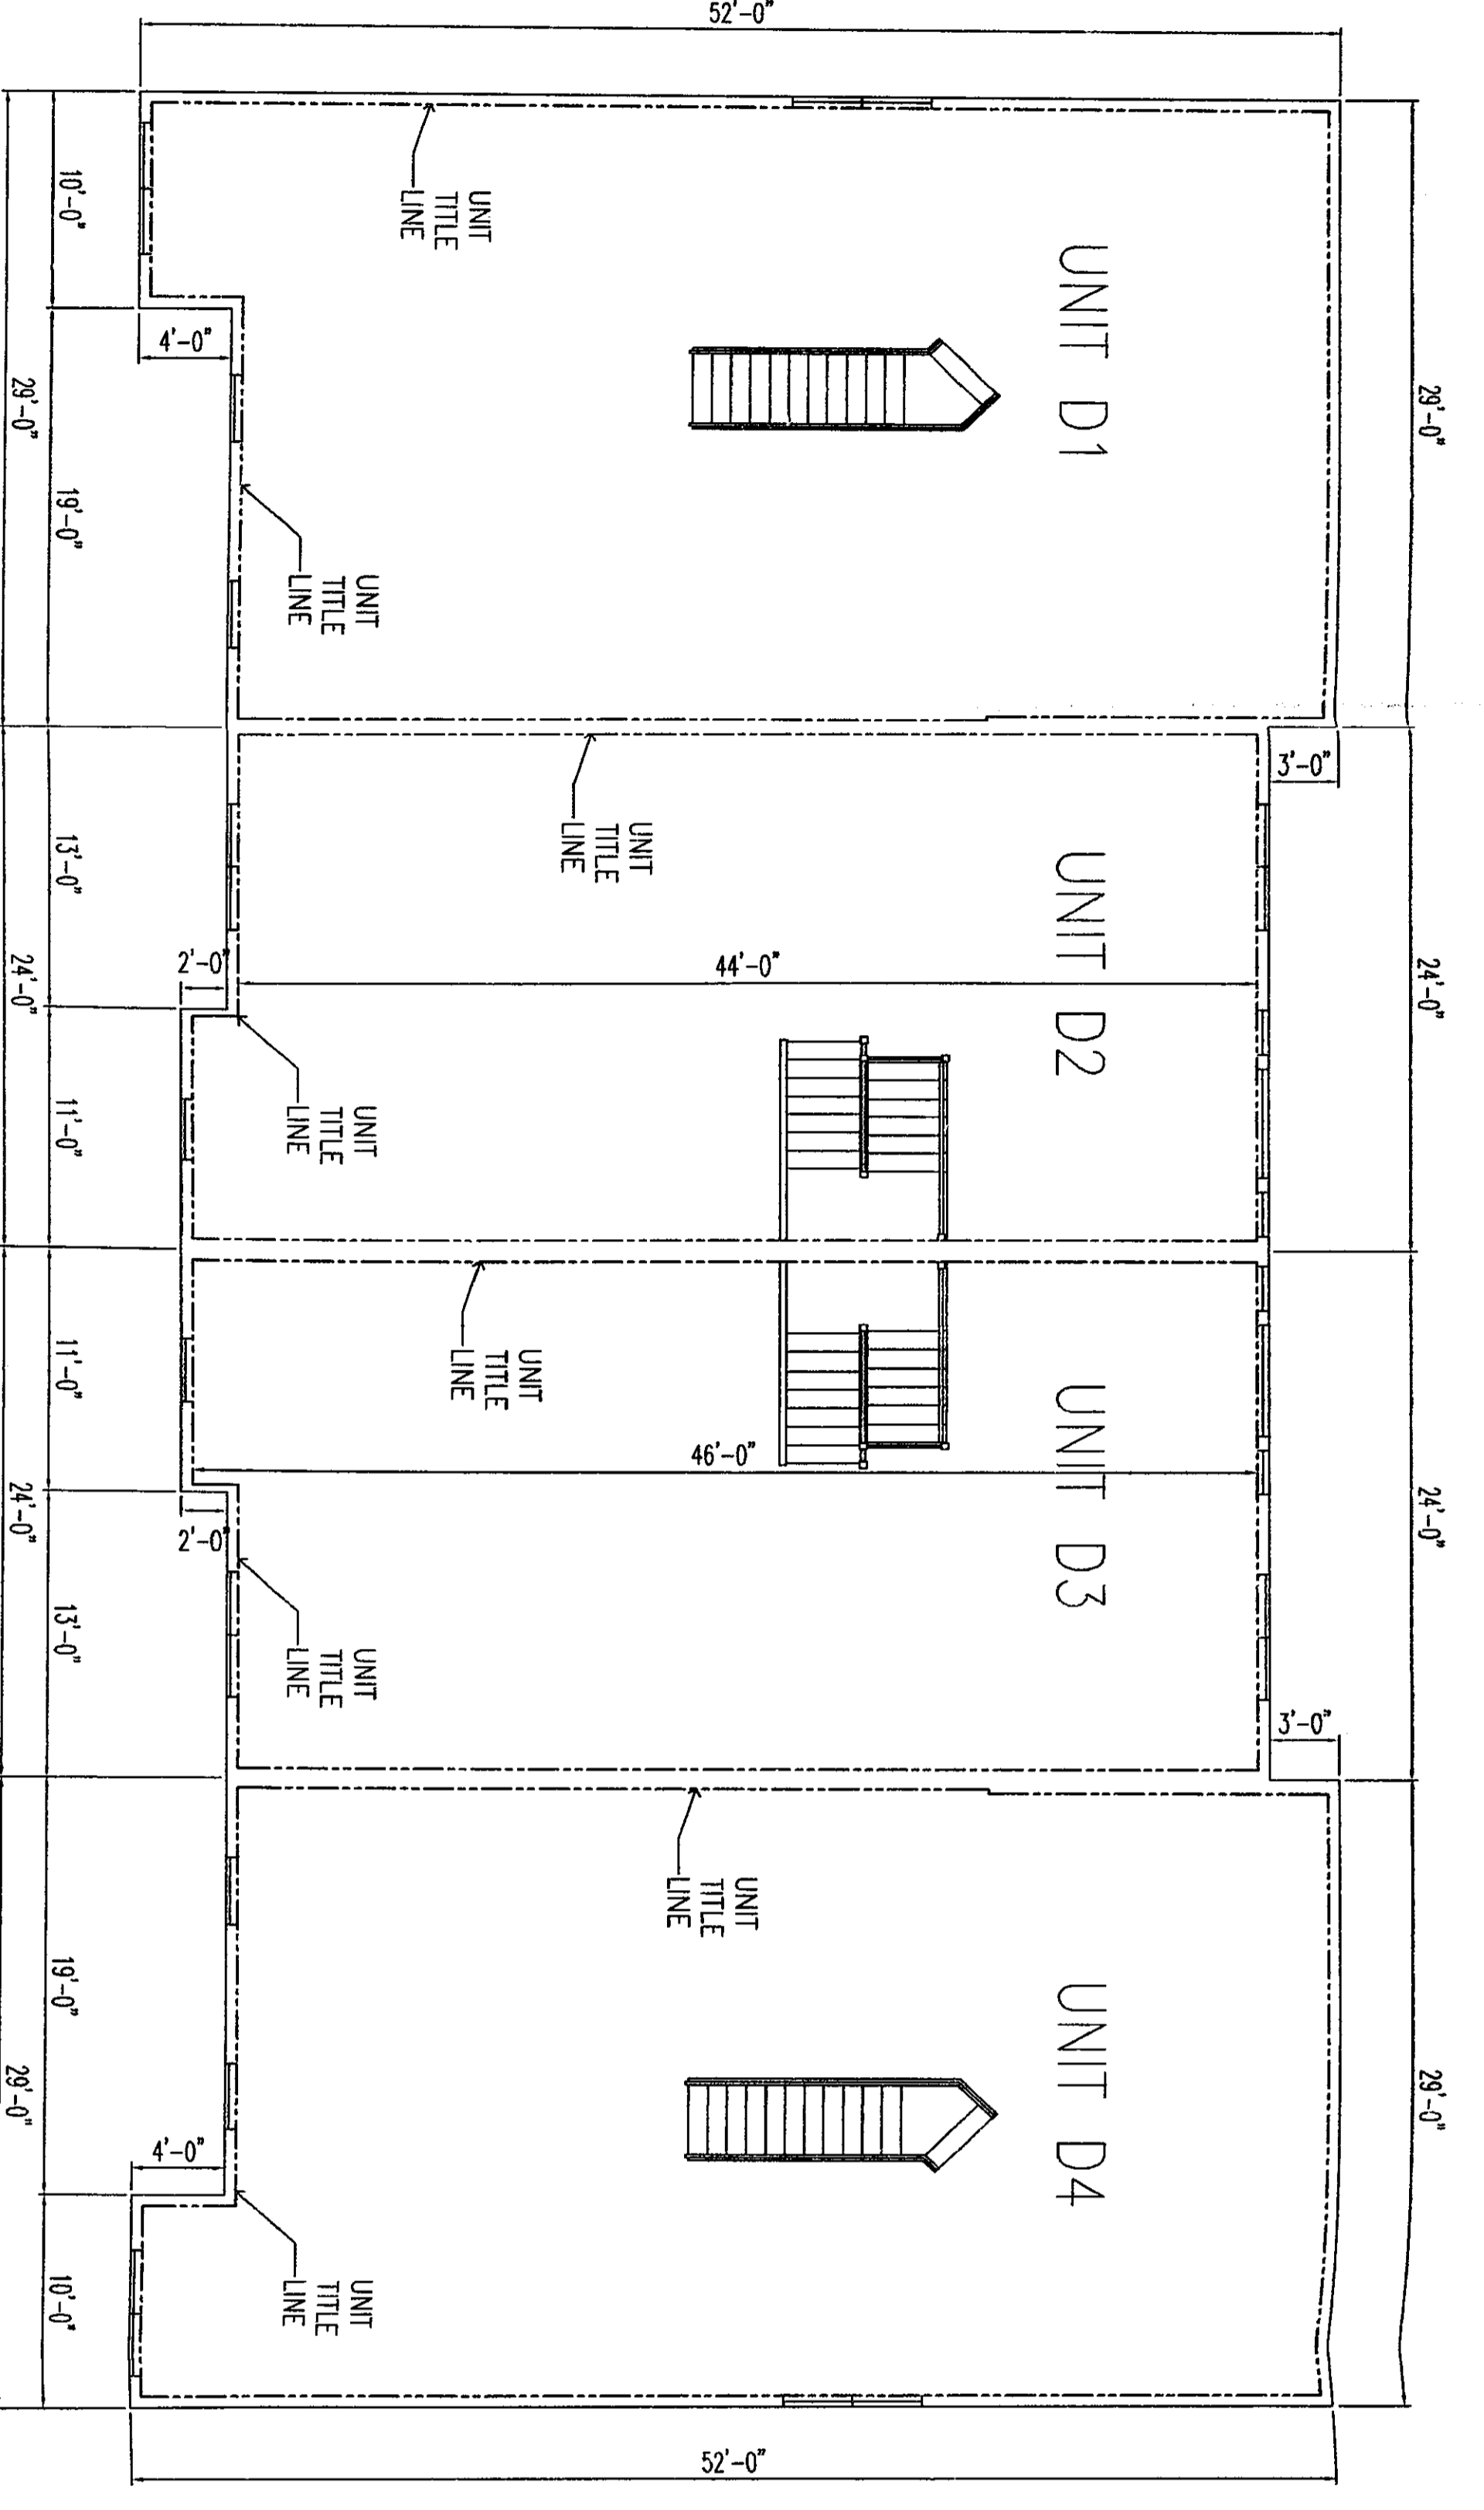 52'-0"
29'-0"
24'-0"
24'-0"
29'-0"
UNIT D1
UNIT D2
UNIT D3
UNIT D4
3'-0"
3'-0"
UNIT
TITLE
LINE
UNIT
TITLE
LINE
UNIT
TITLE
LINE
UNIT
TITLE
LINE
UNIT
TITLE
LINE
UNIT
TITLE
LINE
UNIT
TITLE
LINE
UNIT
TITLE
LINE
44'-0"
46'-0"
4'-0"
2'-0"
2'-0"
4'-0"
10'-0"
19'-0"
13'-0"
11'-0"
11'-0"
13'-0"
19'-0"
10'-0"
29'-0"
24'-0"
24'-0"
29'-0"
52'-0"